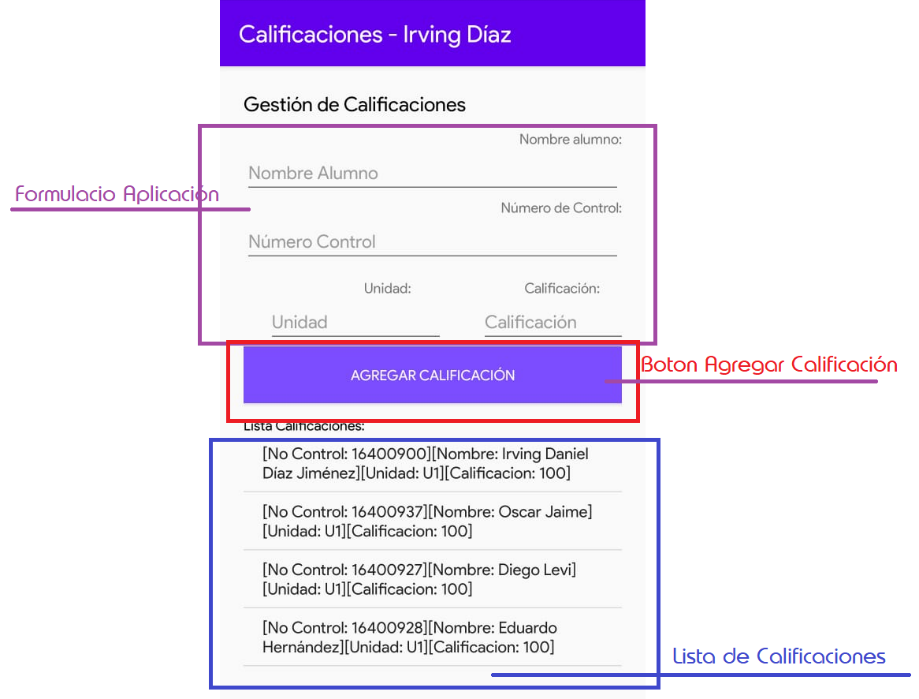 Calificaciones - Irving Díaz
Gestión de Calificaciones
Nombre alumno:
Nombre Alumno
Formulacio Aplicación
Número de Control:
Número Control
Unidad:
Calificación:
Unidad
Calificación
AGREGAR CALIFICACIÓN
Boton Agregar Calificación
Lista Calificaciones:
[No Control: 16400900][Nombre: Irving Daniel
Díaz Jiménez][Unidad: U1][Calificacion: 100]
[No Control: 16400937][Nombre: Oscar Jaime]
[Unidad: U1][Calificacion: 100]
[No Control: 16400927][Nombre: Diego Levi]
[Unidad: U1][Calificacion: 100]
[No Control: 16400928][Nombre: Eduardo
Hernández][Unidad: U1][Calificacion: 100]
Lista de Calificaciones